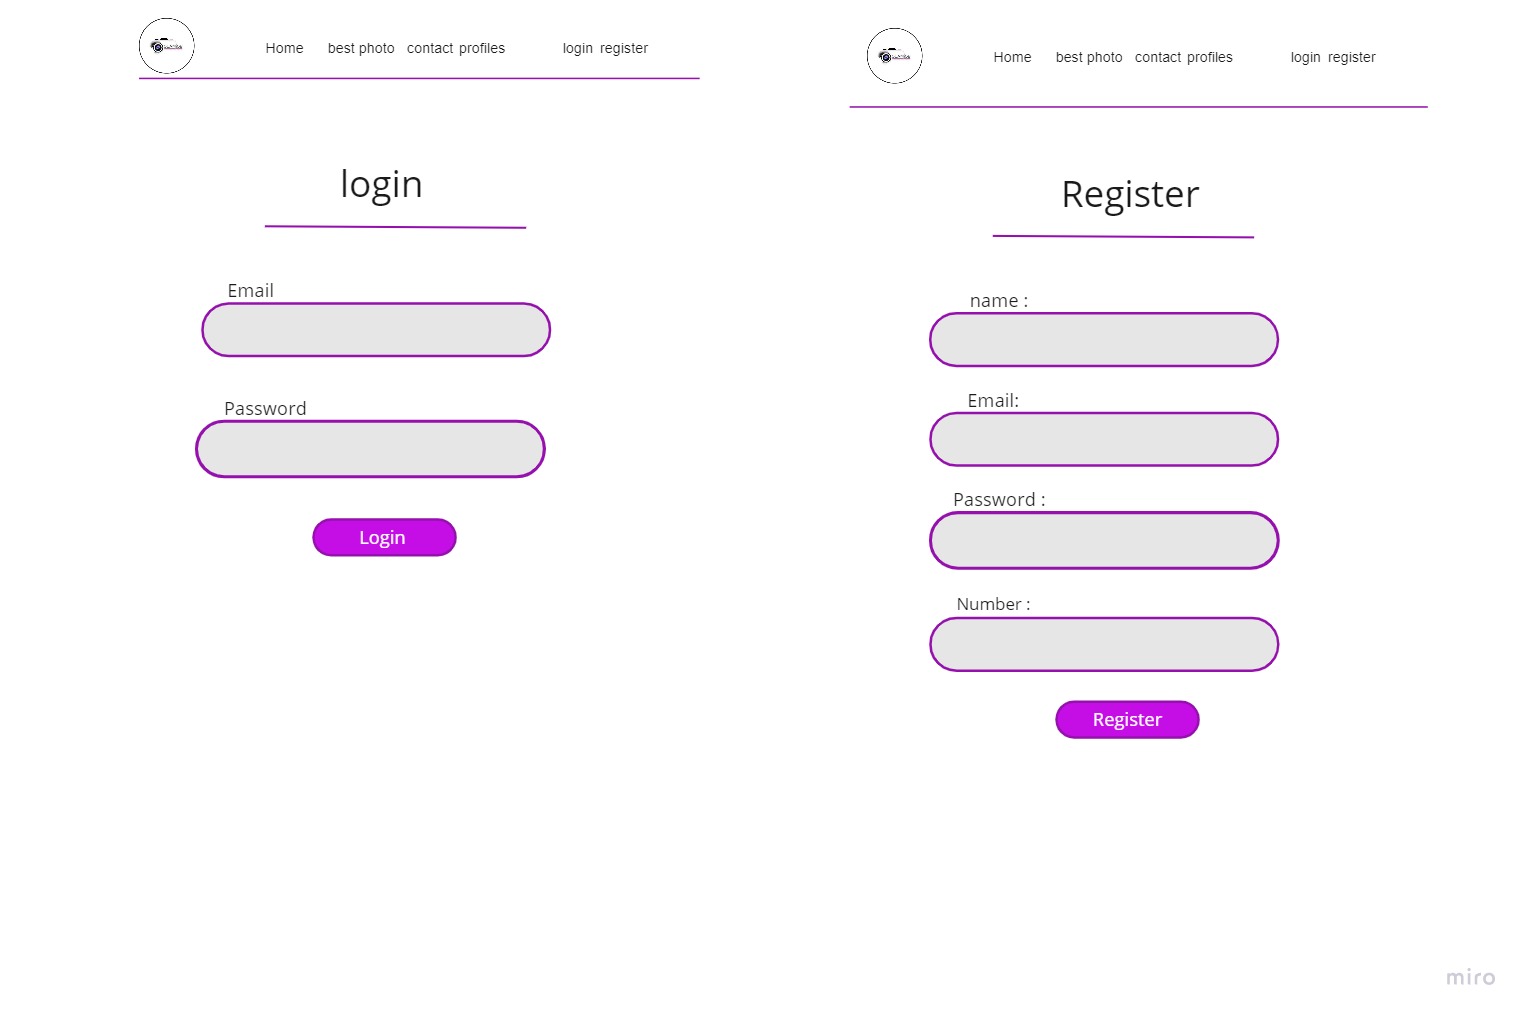 Home best photo contact profiles login register
login
Email
Password
Login
Home best photo contact profiles login register
Register
name :
Email:
Password :
Number :
Register
miro